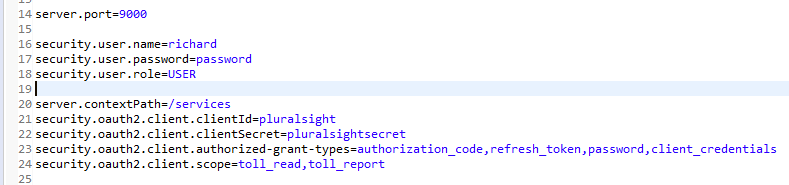 14 server.port=9000
15
16 security.user.name=richard
17 security.user.password=password
18 security.user.role=USER
19
20 server.contextPath=/services
21 security.oauth2.client.clientId=pluralsight
22 security.oauth2.client.clientSecret=pluralsightsecret
23 security.oauth2.client.authorized-grant-types=authorization_code,refresh_token,password,client_credentials
24 security.oauth2.client.scope=toll_read,toll_report
25